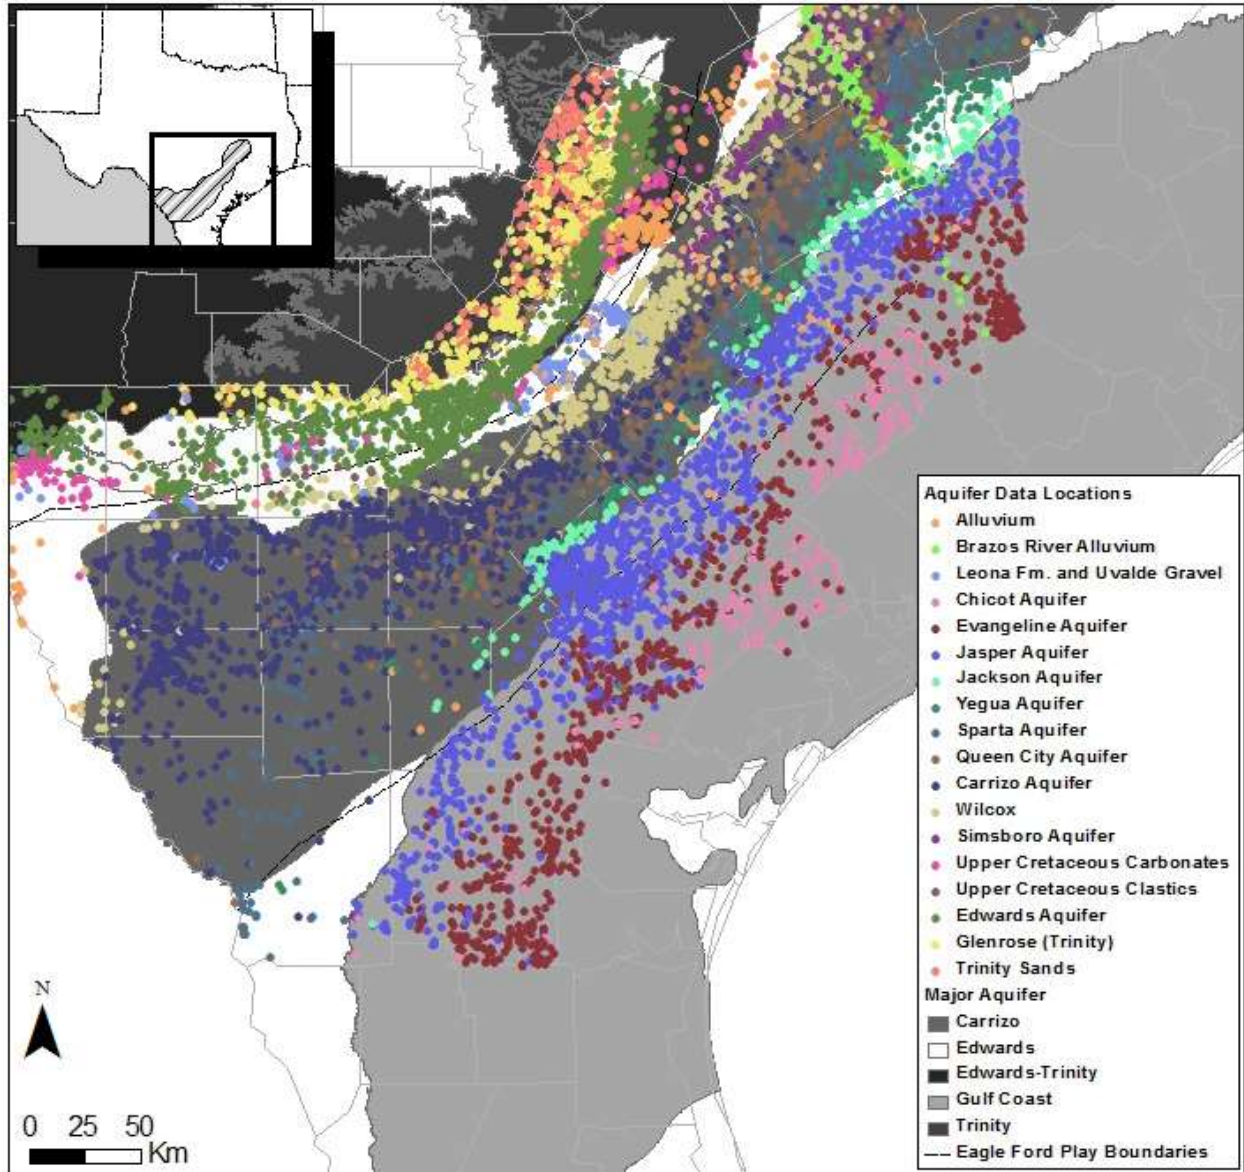 Aquifer Data Locations
Alluvium
Brazos River Alluvium
Leona Fm. and Uvalde Gravel
Chicot Aquifer
Evangeline Aquifer
Jasper Aquifer
Jackson Aquifer
Yegua Aquifer
Sparta Aquifer
Queen City Aquifer
Carrizo Aquifer
Wilcox
Simsboro Aquifer
Upper Cretaceous Carbonates
Upper Cretaceous Clastics
Edwards Aquifer
Glenrose (Trinity)
Trinity Sands
Major Aquifer
Carrizo
Edwards
Edwards-Trinity
Gulf Coast
Trinity
Eagle Ford Play Boundaries
N
0 25 50
Km